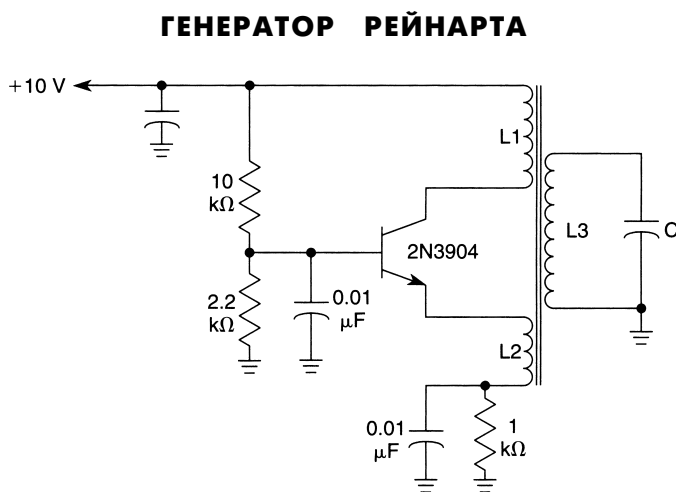 ГЕНЕРАТОР РЕЙНАРТА
+10 V
L1
10
kΩ
L3
C
2N3904
2.2
kΩ
0.01
μF
L2
0.01
μF
1
kΩ